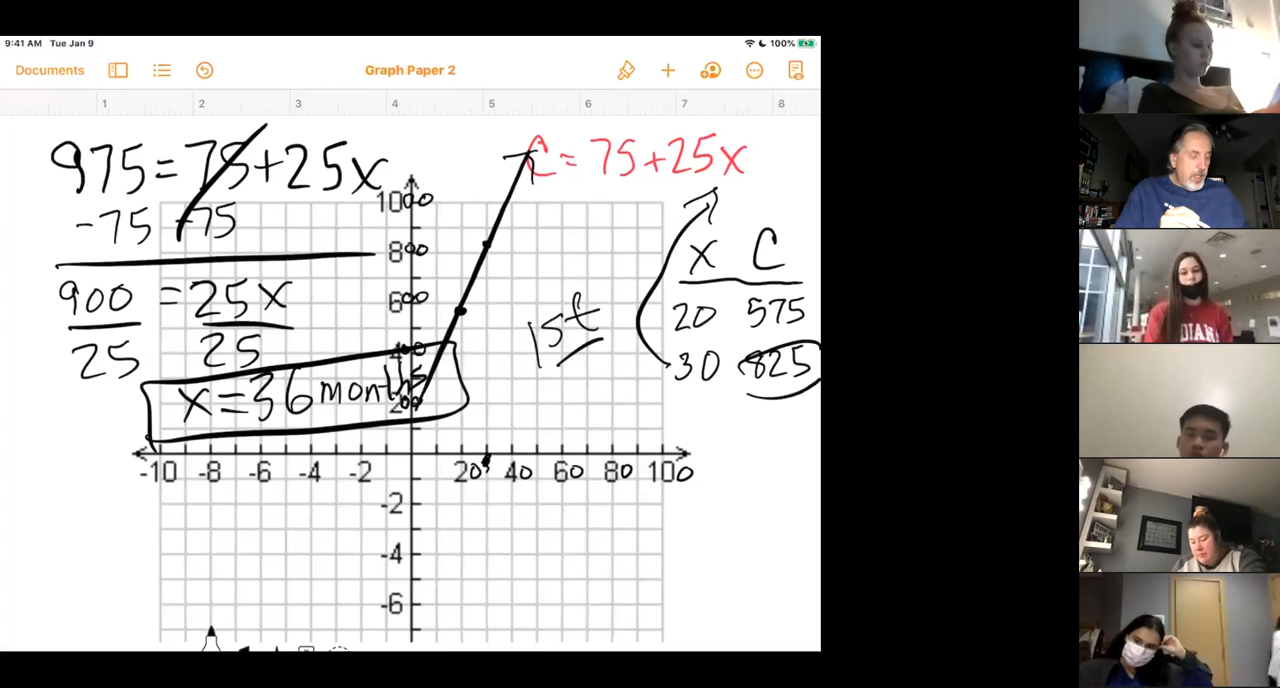 9:41 AM Tue Jan 9
100%
Documents
Graph Paper 2
1 2 3 4 5 6 7 8
975=75+25x
-75 -75
900 = 25x
25 25
x=36 months
C=75+25x
x C
20 575
30 825
1st
1000
800
600
400
200
-10 -8 -6 -4 -2 20 40 60 80 100
-2
-4
-6
INDIANA